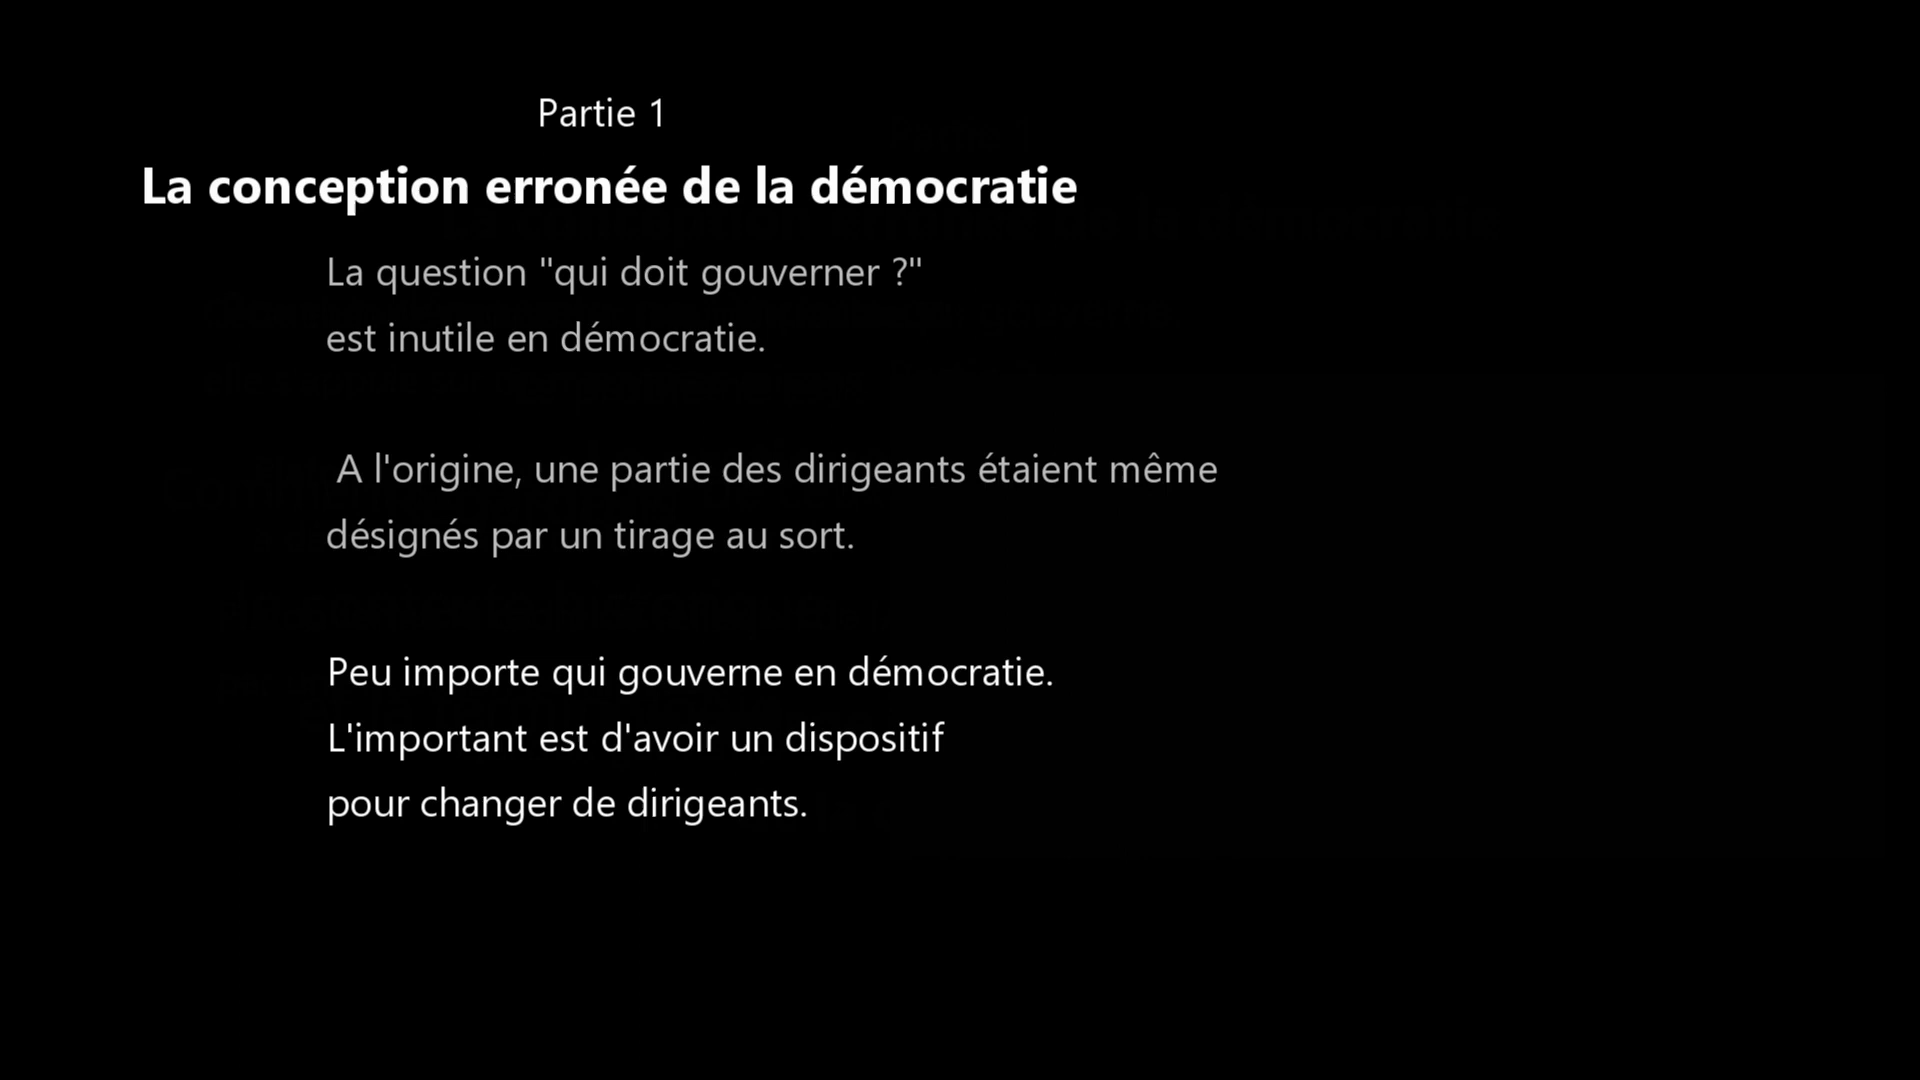 Partie 1
La conception erronée de la démocratie
La question "qui doit gouverner ?"
est inutile en démocratie.
A l'origine, une partie des dirigeants étaient même
désignés par un tirage au sort.
Peu importe qui gouverne en démocratie.
L'important est d'avoir un dispositif
pour changer de dirigeants.